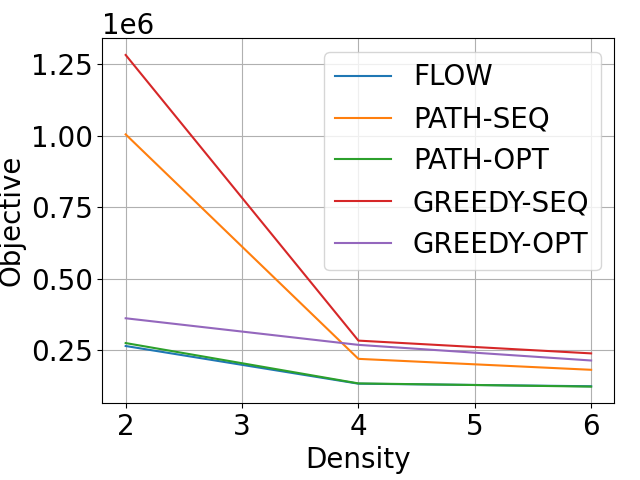 1e6
1.25
1.00
0.75
0.50
0.25
Objective
2 3 4 5 6
Density
FLOW
PATH-SEQ
PATH-OPT
GREEDY-SEQ
GREEDY-OPT